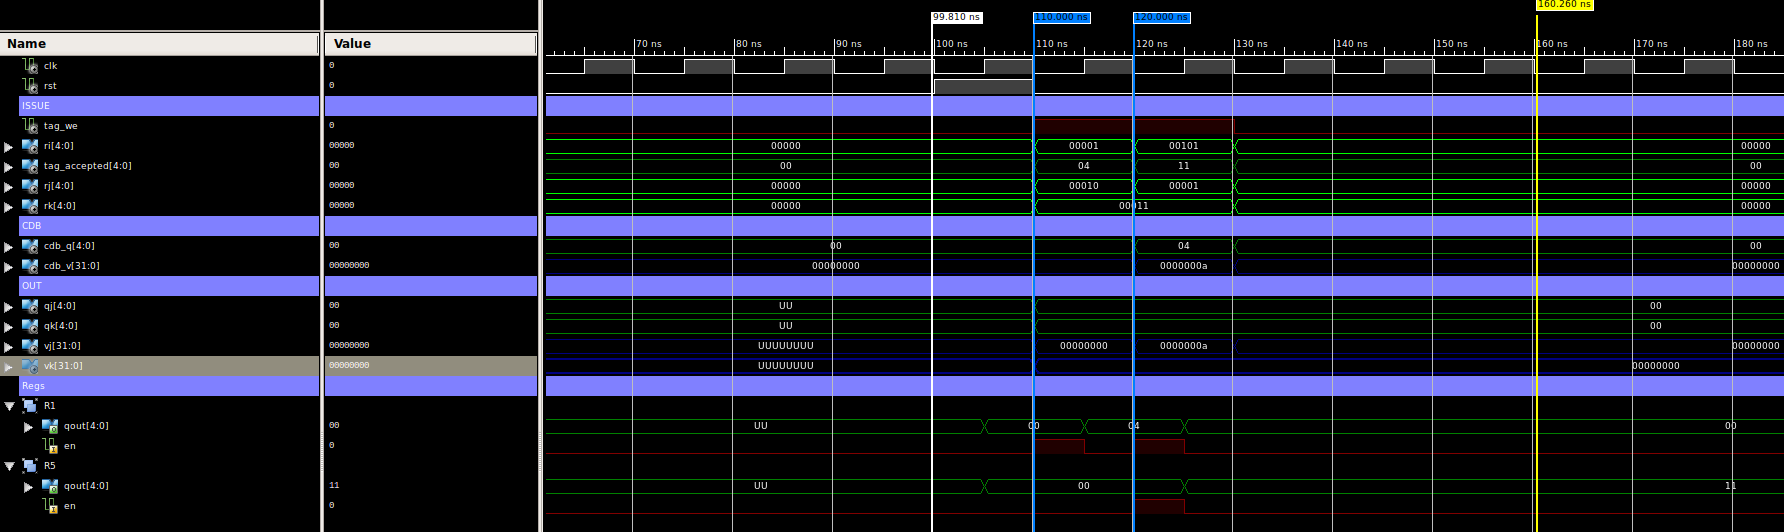 160.260 ns
99.810 ns 110.000 ns 120.000 ns
Name Value 70 ns 80 ns 90 ns 100 ns 110 ns 120 ns 130 ns 140 ns 150 ns 160 ns 170 ns 180 ns
clk 0
rst 0
ISSUE
tag_we 0
ri[4:0] 00000 00000 00001 00101 00000
tag_accepted[4:0] 00 00 04 11 00
rj[4:0] 00000 00000 00010 00001 00000
rk[4:0] 00000 00000 00011 00000
CDB
cdb_q[4:0] 00 00 04 00
cdb_v[31:0] 00000000 00000000 0000000a 00000000
OUT
qj[4:0] 00 UU 00
qk[4:0] 00 UU 00
vj[31:0] 00000000 UUUUUUUU 00000000 0000000a 00000000
vk[31:0] 00000000 UUUUUUUU 00000000
Regs
R1
qout[4:0] 00 UU 00 04 00
en 0
R5
qout[4:0] 11 UU 00 11
en 0